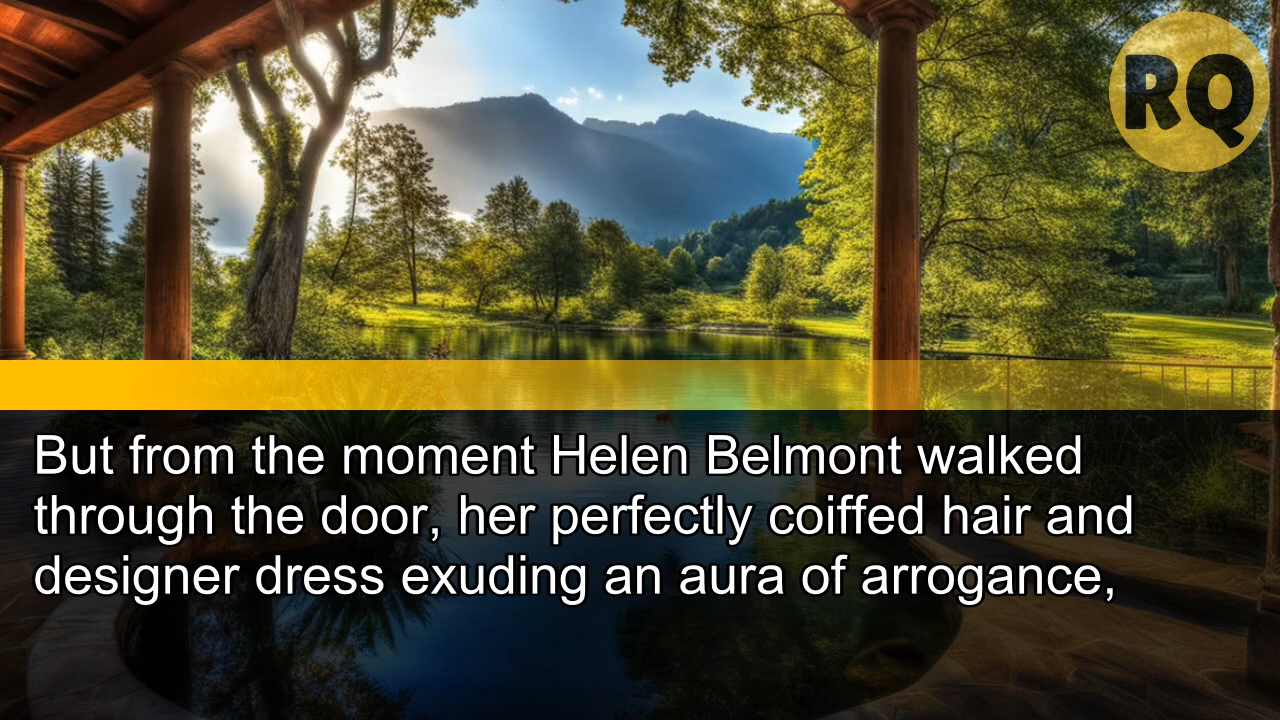 RQ
But from the moment Helen Belmont walked
through the door, her perfectly coiffed hair and
designer dress exuding an aura of arrogance,